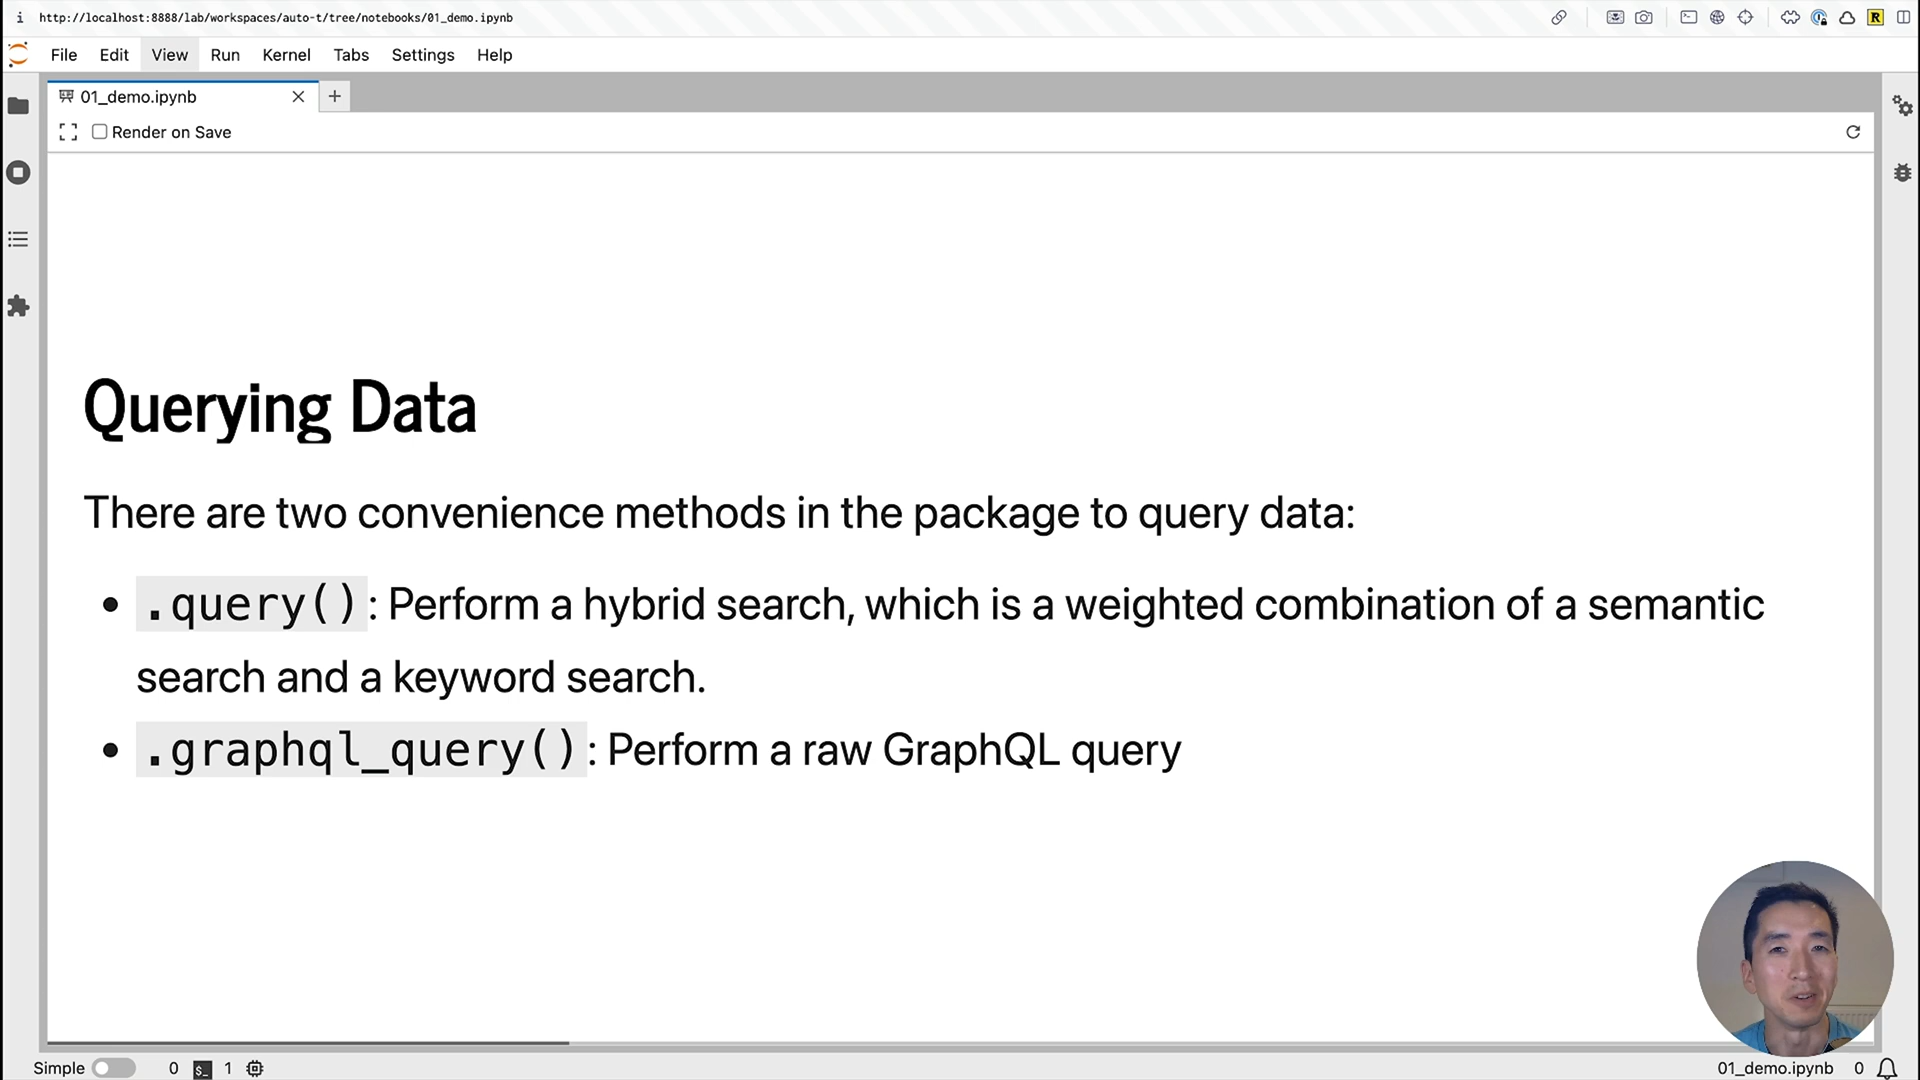 http://localhost:8888/lab/workspaces/auto-t/tree/notebooks/01_demo.ipynb
File Edit View Run Kernel Tabs Settings Help
01_demo.ipynb
Render on Save
Querying Data
There are two convenience methods in the package to query data:
• .query(): Perform a hybrid search, which is a weighted combination of a semantic
search and a keyword search.
• .graphql_query(): Perform a raw GraphQL query
Simple 0 $_ 1 01_demo.ipynb 0